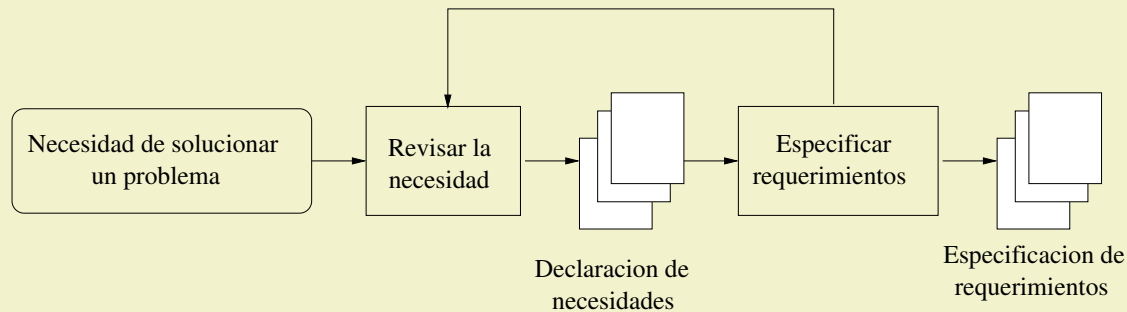 Necesidad de solucionar
un problema
Revisar la
necesidad
Declaracion de
necesidades
Especificar
requerimientos
Especificacion de
requerimientos